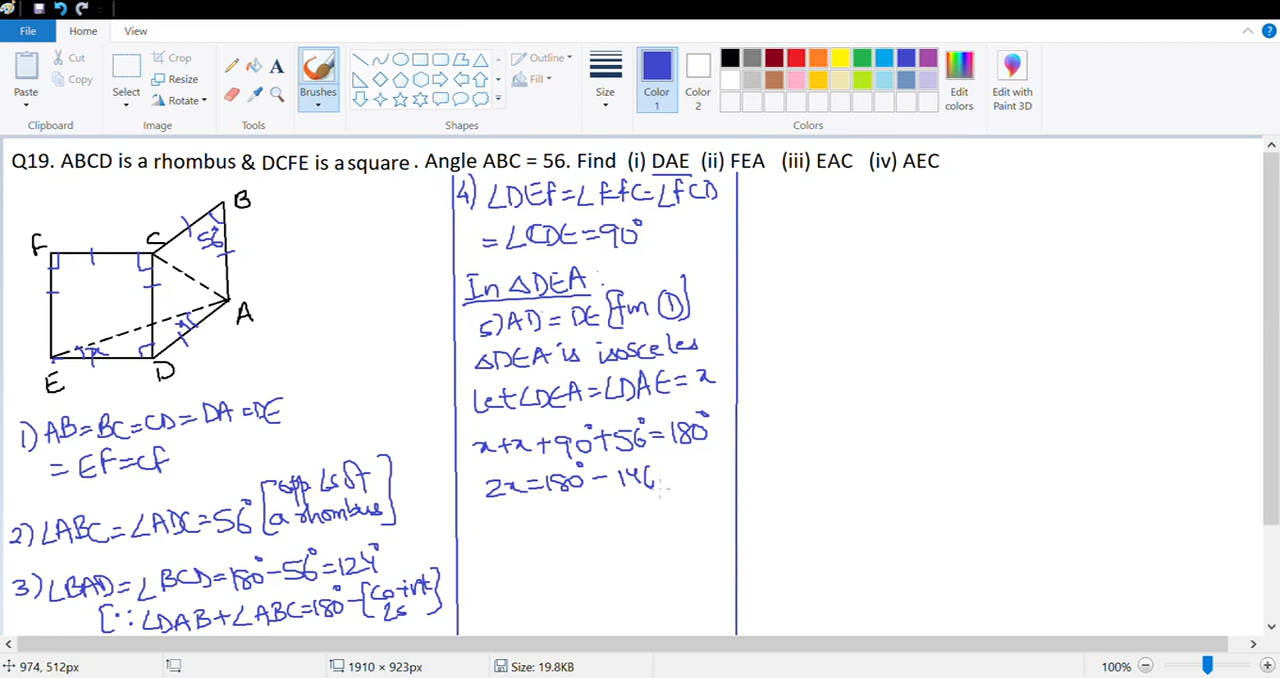 File
Home
View
Paste
Cut
Copy
Clipboard
Select
Crop
Resize
Rotate
Image
Tools
Brushes
Outline
Fill
Shapes
Size
Color
1
Color
2
Edit
colors
Colors
Edit with
Paint 3D
Q19. ABCD is a rhombus & DCFE is a square. Angle ABC = 56. Find (i) DAE (ii) FEA (iii) EAC (iv) AEC
F
C
B
56°
A
x
x
E
D
1) AB=BC=CD=DA=DE
= EF=CF
2) ∠ABC=∠ADC=56° [opp ∠s of
a rhombus]
3) ∠BAD=∠BCD=180°-56°=124°
[∵ ∠DAB+∠ABC=180° - {co-int
∠s}
4) ∠DEF=∠EFC=∠FCD
=∠CDE=90°
In △DEA
5) AD=DE [from ①]
△DEA is isosceles
let ∠DEA=∠DAE=x
x+x+90°+56°=180°
2x=180°-146
974, 512px
1910 × 923px
Size: 19.8KB
100%